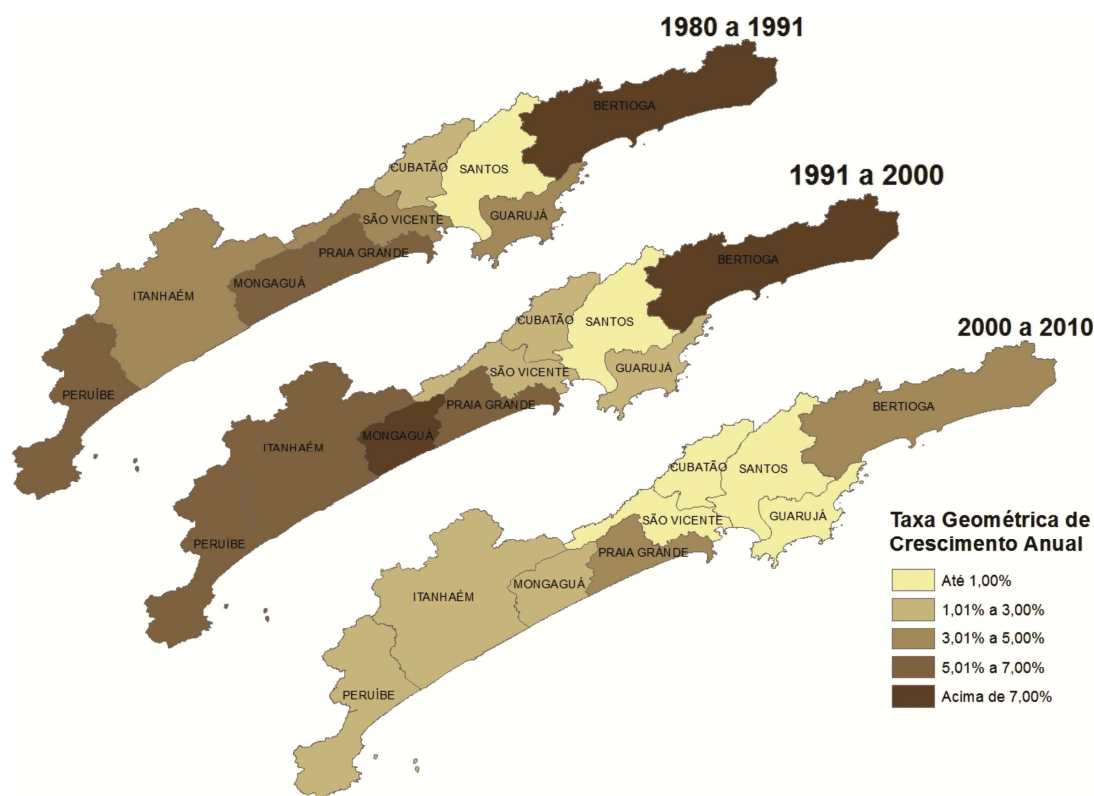 1980 a 1991
BERTIOGA
CUBATÃO
SANTOS
SÃO VICENTE
GUARUJÁ
PRAIA GRANDE
MONGAGUÁ
ITANHAÉM
PERUÍBE
1991 a 2000
BERTIOGA
CUBATÃO
SANTOS
SÃO VICENTE
GUARUJÁ
PRAIA GRANDE
MONGAGUÁ
ITANHAÉM
PERUÍBE
2000 a 2010
BERTIOGA
CUBATÃO
SANTOS
SÃO VICENTE
GUARUJÁ
PRAIA GRANDE
MONGAGUÁ
ITANHAÉM
PERUÍBE
Taxa Geométrica de
Crescimento Anual
Até 1,00%
1,01% a 3,00%
3,01% a 5,00%
5,01% a 7,00%
Acima de 7,00%